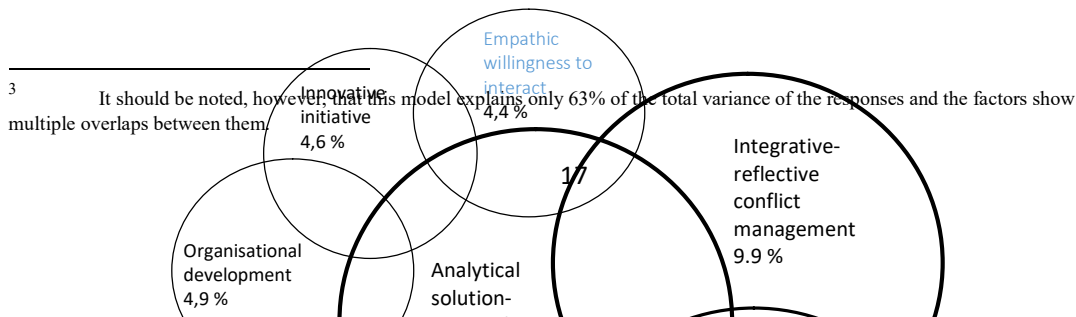 Empathic
willingness to
interact
4,4 %
Innovative
initiative
4,6 %
3 It should be noted, however, that this model explains only 63% of the total variance of the responses and the factors show
multiple overlaps between them.
Integrative-
reflective
conflict
management
9.9 %
17
Organisational
development
4,9 %
Analytical
solution-